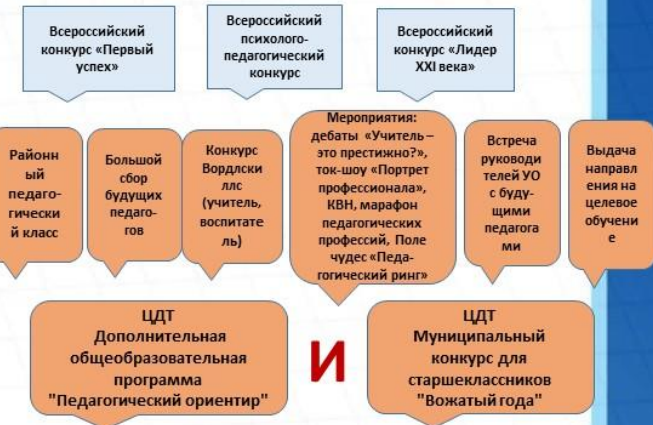 Всероссийский
конкурс «Первый
успех»
Всероссийский
психолого-
педагогический
конкурс
Всероссийский
конкурс «Лидер
XXI века»
Районн
ый
педаго-
гически
й класс
Большой
сбор
будущих
педаго-
гов
Конкурс
Вордлски
ллс
(учитель,
воспитате
ль)
Мероприятия:
дебаты «Учитель –
это престижно?»,
ток-шоу «Портрет
профессионала»,
КВН, марафон
педагогических
профессий, Поле
чудес «Педа-
гогический ринг»
Встреча
руководи
телей УО
с буду-
щими
педагога
ми
Выдача
направл
ения на
целевое
обучени
е
ЦДТ
Дополнительная
общеобразовательная
программа
"Педагогический ориентир"
И
ЦДТ
Муниципальный
конкурс для
старшеклассников
"Вожатый года"